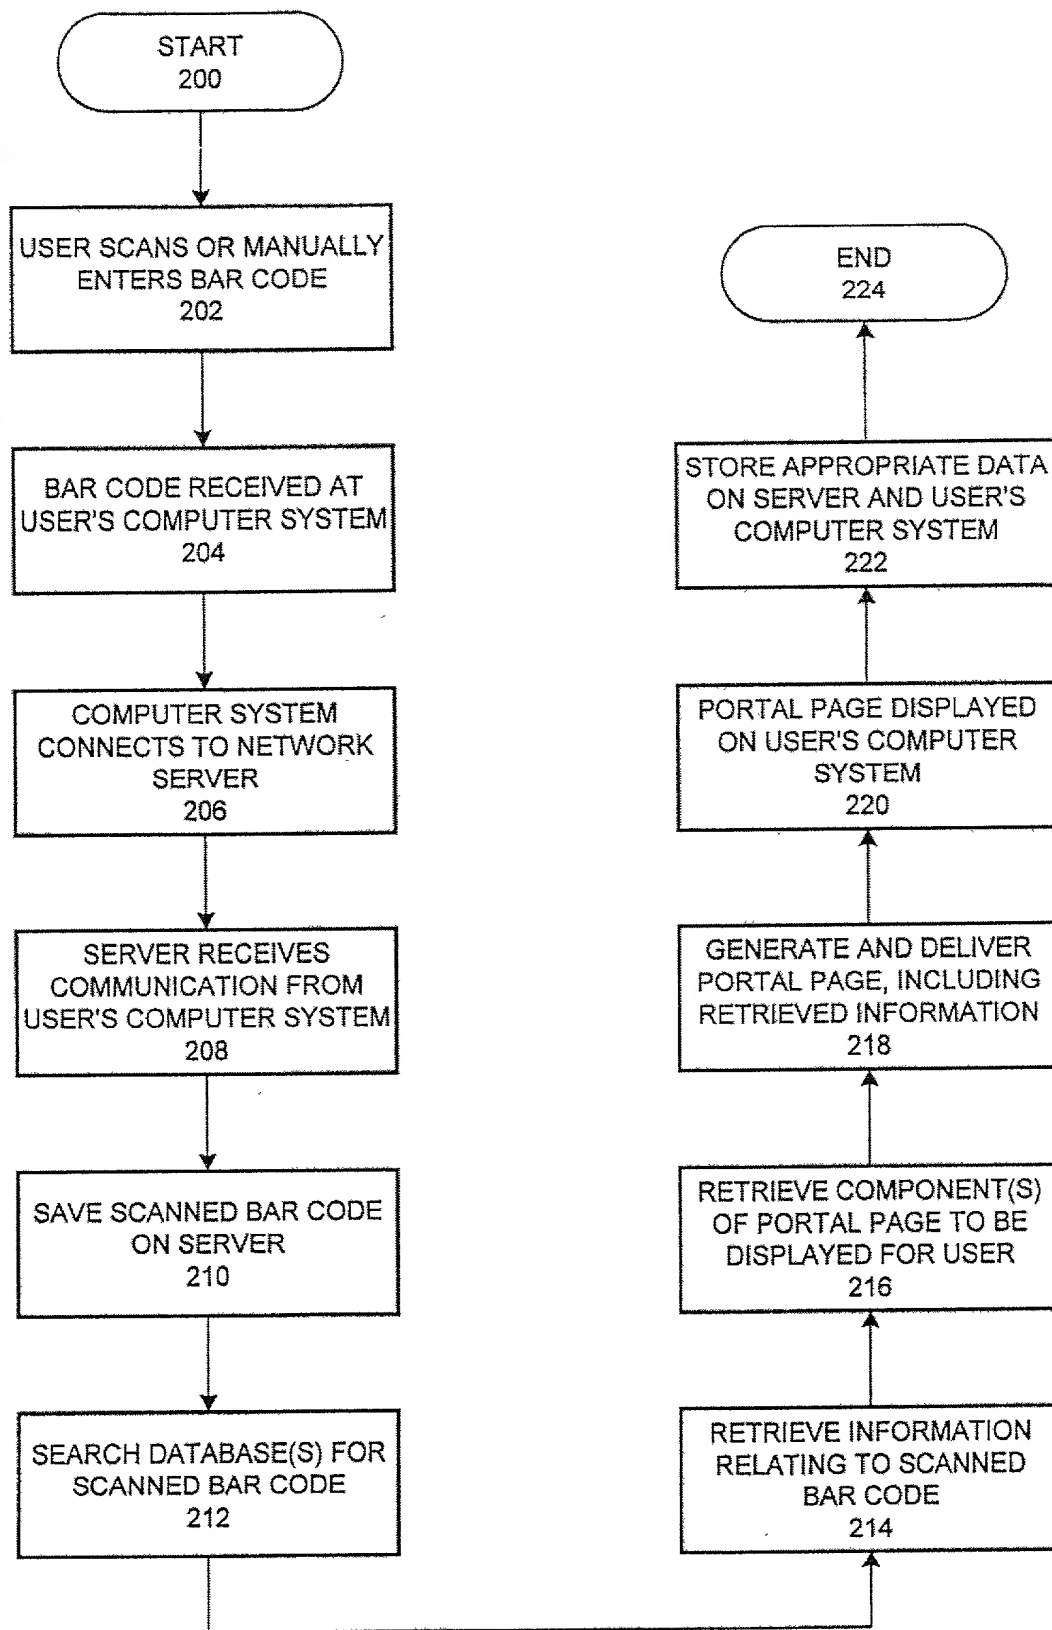 START
200
USER SCANS OR MANUALLY
ENTERS BAR CODE
202
BAR CODE RECEIVED AT
USER'S COMPUTER SYSTEM
204
COMPUTER SYSTEM
CONNECTS TO NETWORK
SERVER
206
SERVER RECEIVES
COMMUNICATION FROM
USER'S COMPUTER SYSTEM
208
SAVE SCANNED BAR CODE
ON SERVER
210
SEARCH DATABASE(S) FOR
SCANNED BAR CODE
212
RETRIEVE INFORMATION
RELATING TO SCANNED
BAR CODE
214
RETRIEVE COMPONENT(S)
OF PORTAL PAGE TO BE
DISPLAYED FOR USER
216
GENERATE AND DELIVER
PORTAL PAGE, INCLUDING
RETRIEVED INFORMATION
218
PORTAL PAGE DISPLAYED
ON USER'S COMPUTER
SYSTEM
220
STORE APPROPRIATE DATA
ON SERVER AND USER'S
COMPUTER SYSTEM
222
END
224